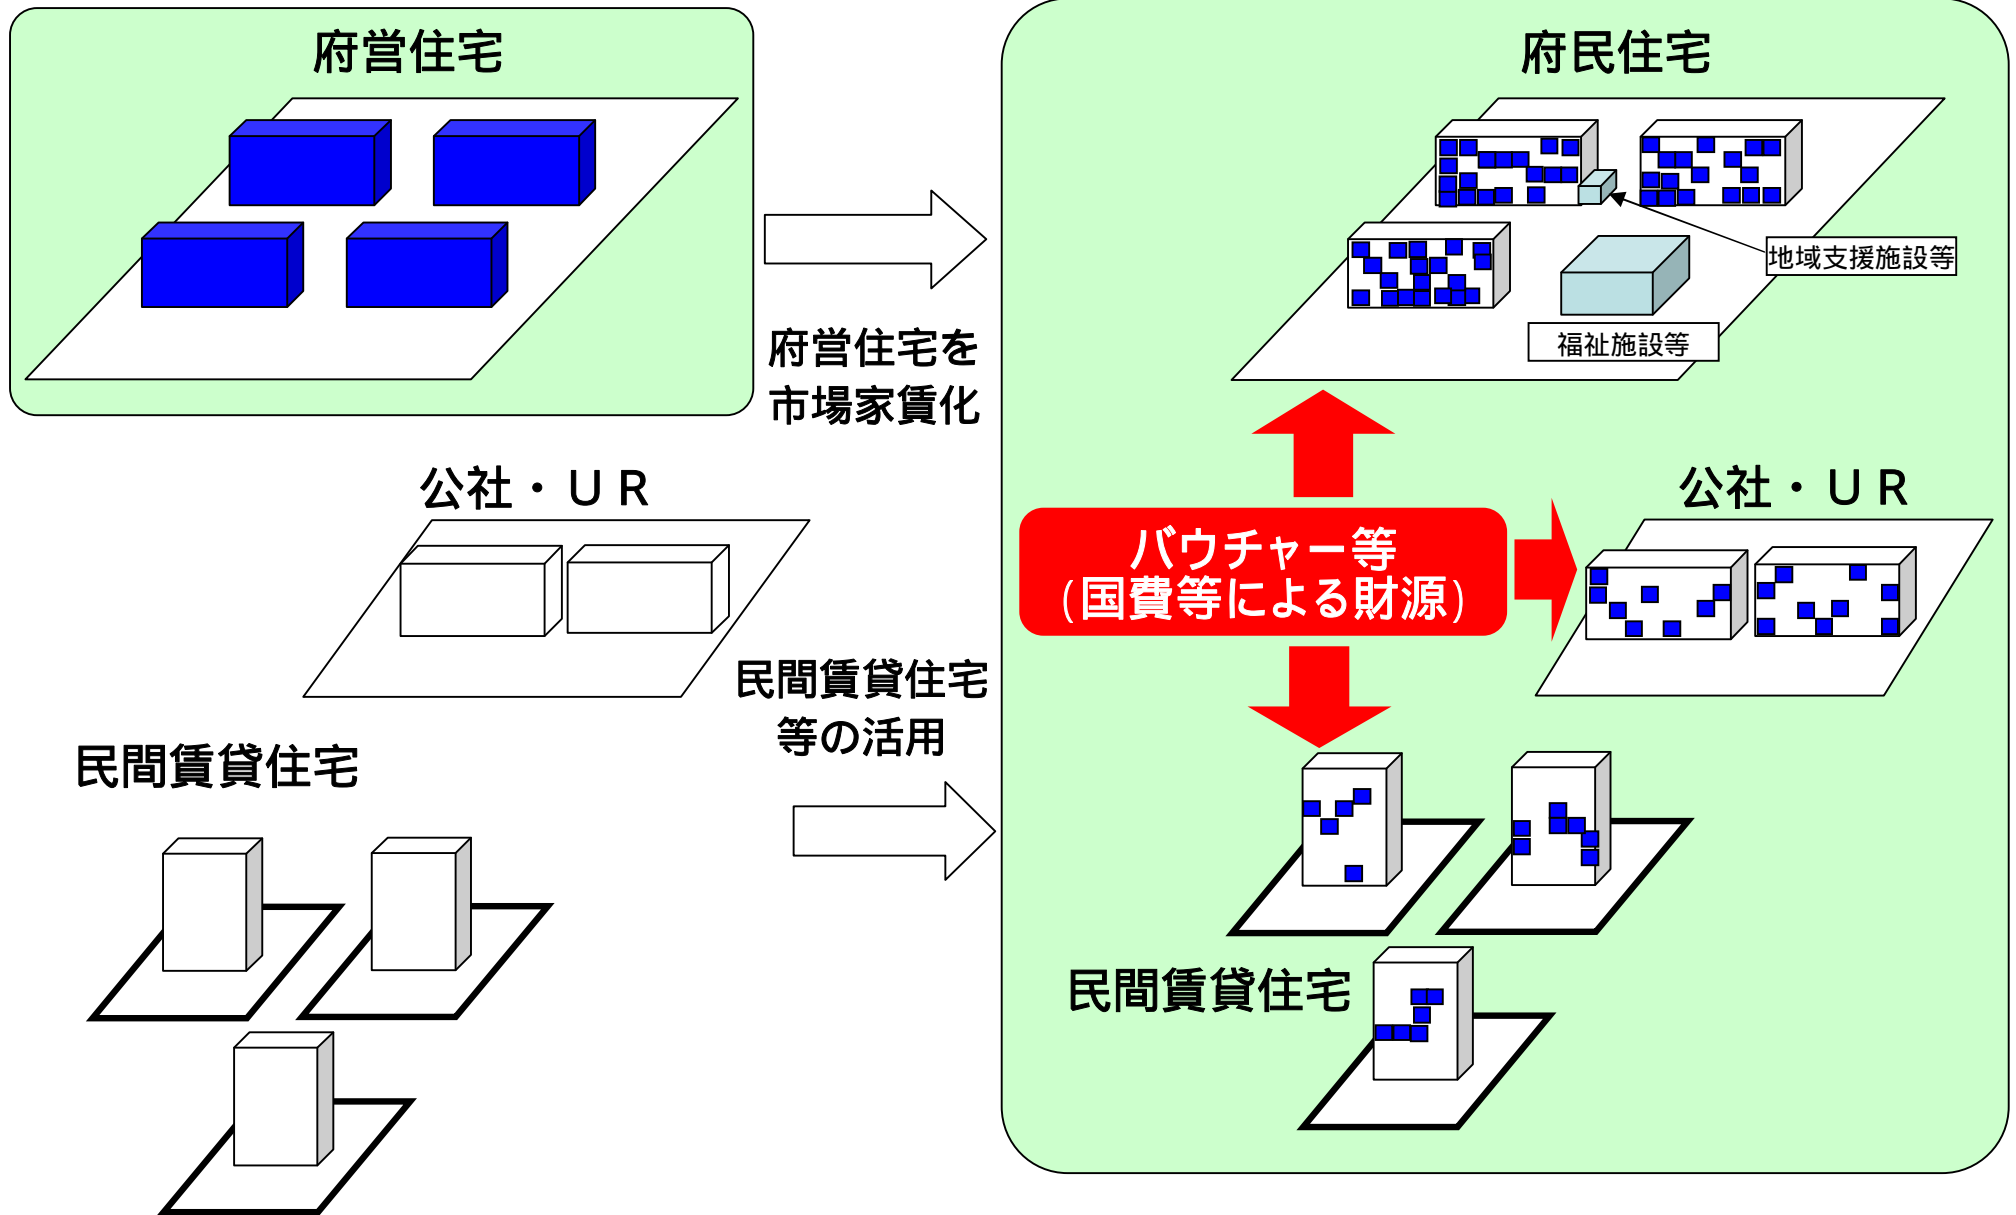 府営住宅
府営住宅を
市場家賃化
公社・ＵＲ
民間賃貸住宅
等の活用
民間賃貸住宅
府民住宅
地域支援施設等
福祉施設等
バウチャー等
(国費等による財源)
公社・ＵＲ
民間賃貸住宅